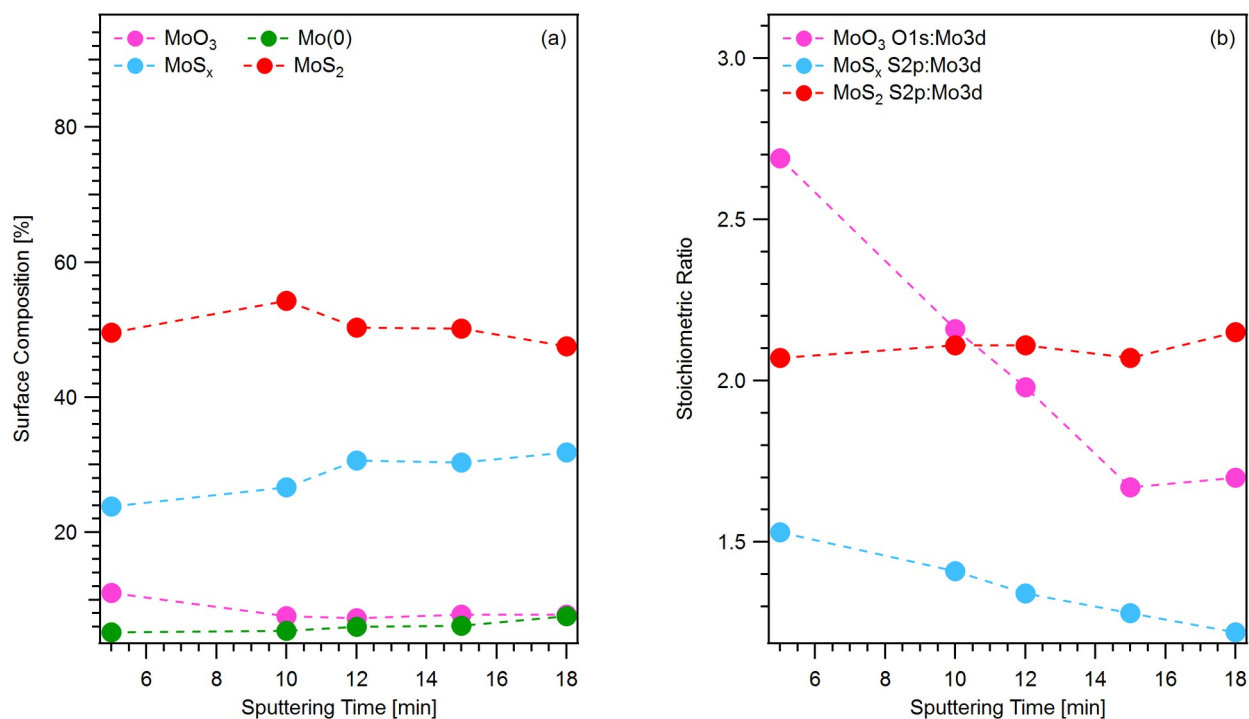 MoO₃ Mo(0) (a)
MoSₓ MoS₂
80
60
40
20
Surface Composition [%]
6 8 10 12 14 16 18
Sputtering Time [min]
MoO₃ O1s:Mo3d (b)
MoSₓ S2p:Mo3d
MoS₂ S2p:Mo3d
3.0
2.5
2.0
1.5
Stoichiometric Ratio
6 8 10 12 14 16 18
Sputtering Time [min]